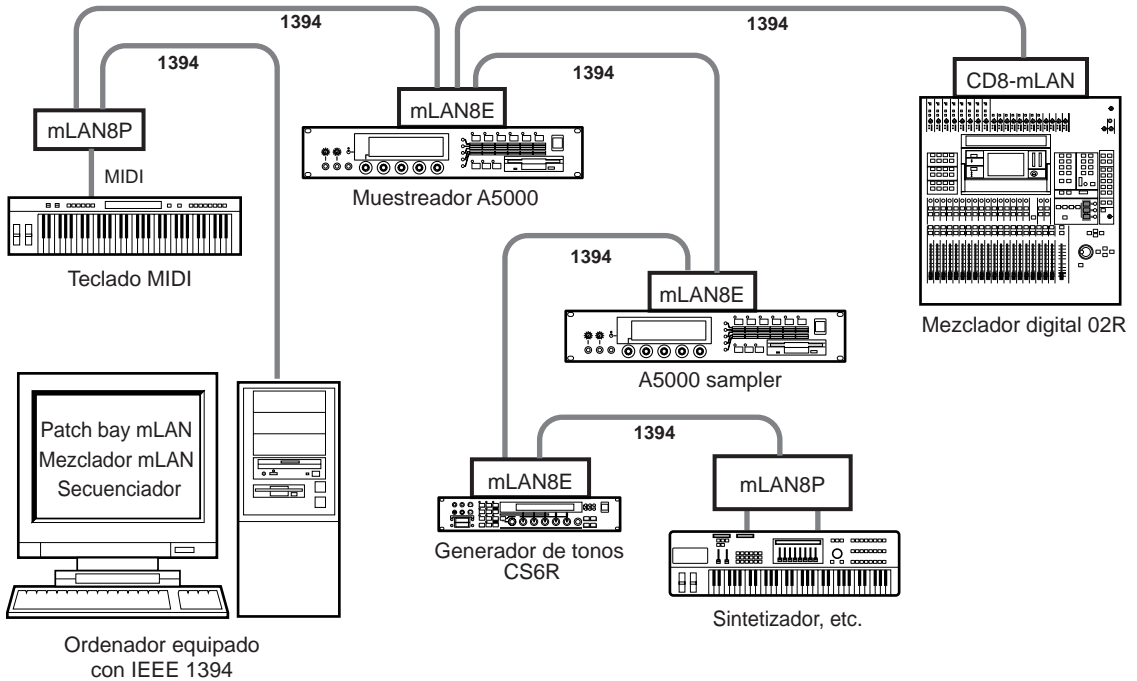 1394
1394
1394
1394
mLAN8P
mLAN8E
CD8-mLAN
MIDI
Muestreador A5000
Teclado MIDI
1394
mLAN8E
Mezclador digital 02R
A5000 sampler
Patch bay mLAN
Mezclador mLAN
Secuenciador
1394
mLAN8E
mLAN8P
Generador de tonos
CS6R
Sintetizador, etc.
Ordenador equipado
con IEEE 1394